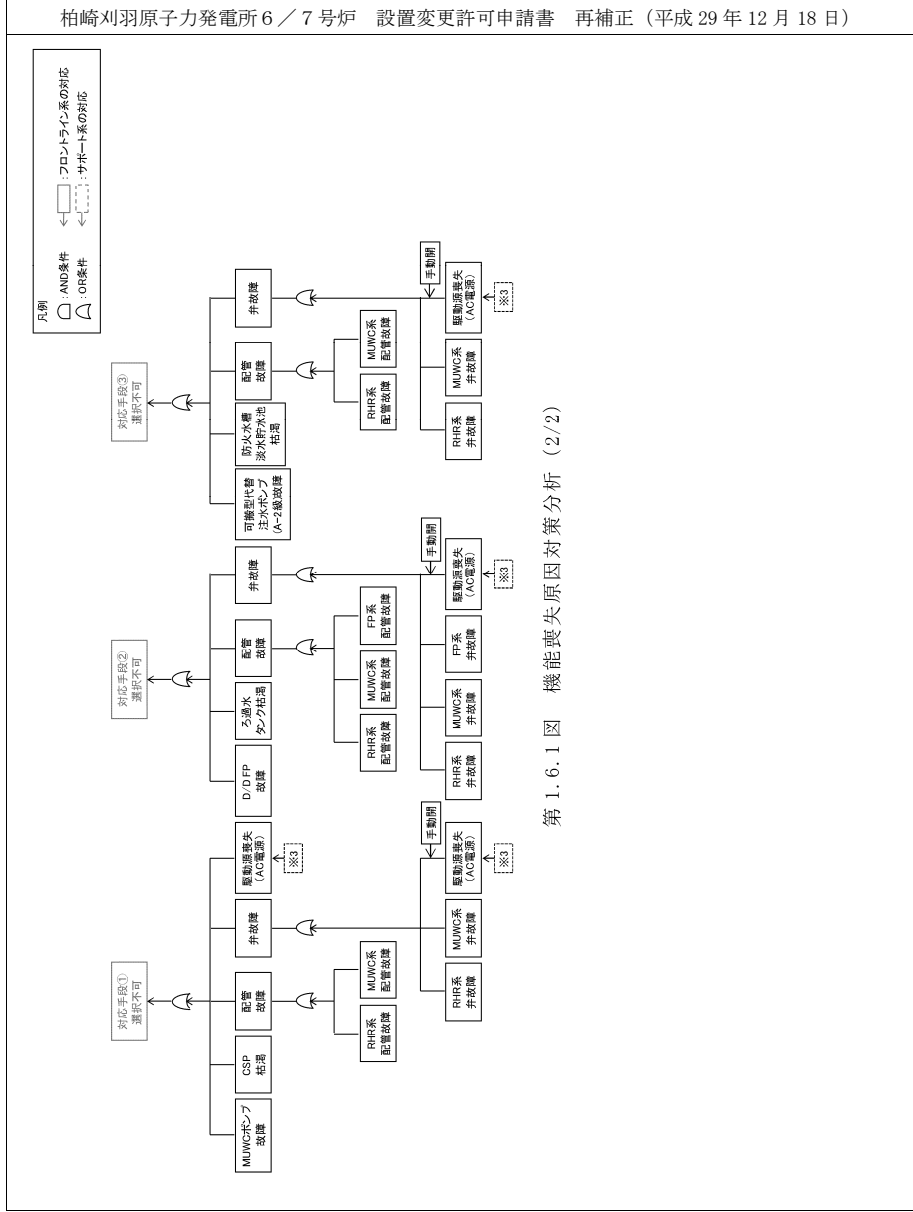 柏崎刈羽原子力発電所６／７号炉　設置変更許可申請書　再補正（平成 29 年 12 月 18 日）
凡例
：AND条件
：フロントライン系の対応
：OR条件
：サポート系の対応
対応手段①
選択不可
MUWCポンプ
故障
CSP
枯渇
配管
故障
弁故障
駆動源喪失
（AC電源）
※3
RHR系
配管故障
MUWC系
配管故障
RHR系
弁故障
MUWC系
弁故障
駆動源喪失
（AC電源）
手動開
※3
対応手段②
選択不可
D/D FP
故障
ろ過水
タンク枯渇
配管
故障
弁故障
RHR系
配管故障
MUWC系
配管故障
FP系
配管故障
RHR系
弁故障
MUWC系
弁故障
FP系
弁故障
駆動源喪失
（AC電源）
手動開
※3
対応手段③
選択不可
可搬型代替
注水ポンプ
(A-2級)故障
防火水槽
淡水貯水池
枯渇
配管
故障
弁故障
RHR系
配管故障
MUWC系
配管故障
RHR系
弁故障
MUWC系
弁故障
駆動源喪失
（AC電源）
手動開
※3
第 1.6.1 図　機能喪失原因対策分析（2/2）